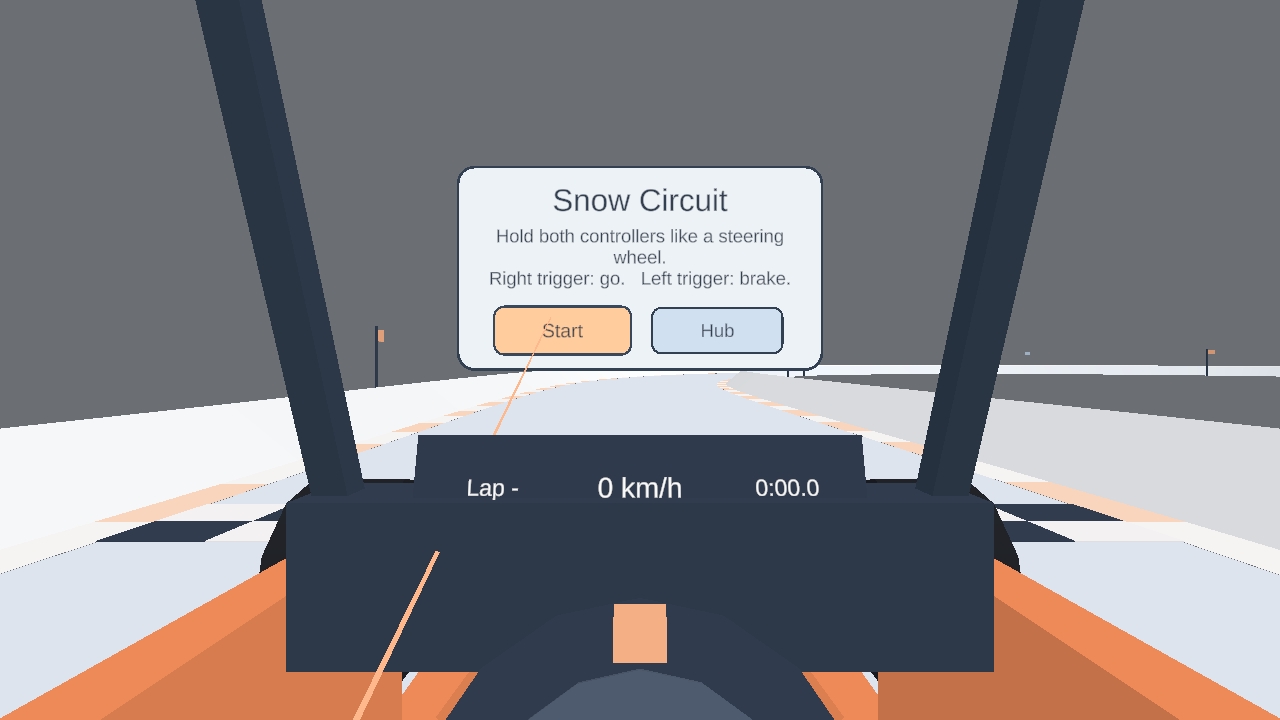 Snow Circuit
Hold both controllers like a steering
wheel.
Right trigger: go.   Left trigger: brake.
Start
Hub
Lap -
0 km/h
0:00.0